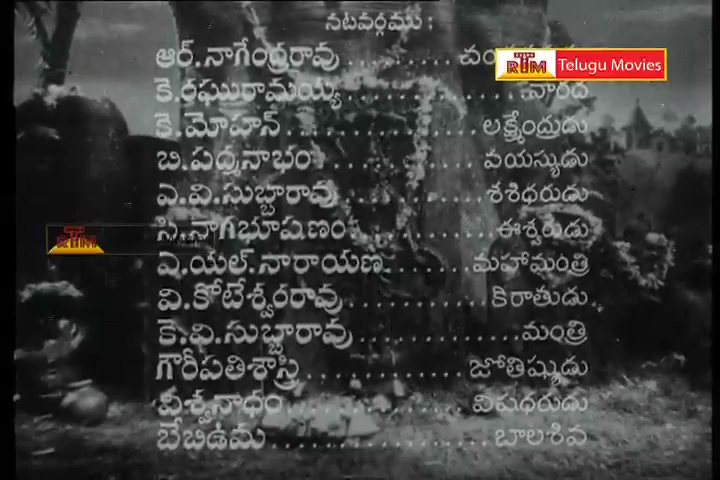 నటవర్గము :
ఆర్.నాగేంద్రరావు ......... చం
RTM Telugu Movies
కె.రఘురామయ్య ............... నారద
కె.మోహన్ ................ లక్ష్మేంద్రుడు
బి.పద్మనాభం ............. వయస్యుడు
ఎ.వి.సుబ్బారావు ............ శశిధరుడు
సి.నాగభూషణం ............ ఈశ్వరుడు
ఎ.యల్.నారాయణ ....... మహామంత్రి
వి.కోటేశ్వరరావు ............ కిరాతుడు
కె.వి.సుబ్బారావు ............. మంత్రి
గౌరీపతిశాస్త్రి ............. జ్యోతిష్యుడు
విశ్వనాథం .............. విషధరుడు
బేబిఉమ .................. బాలశివ